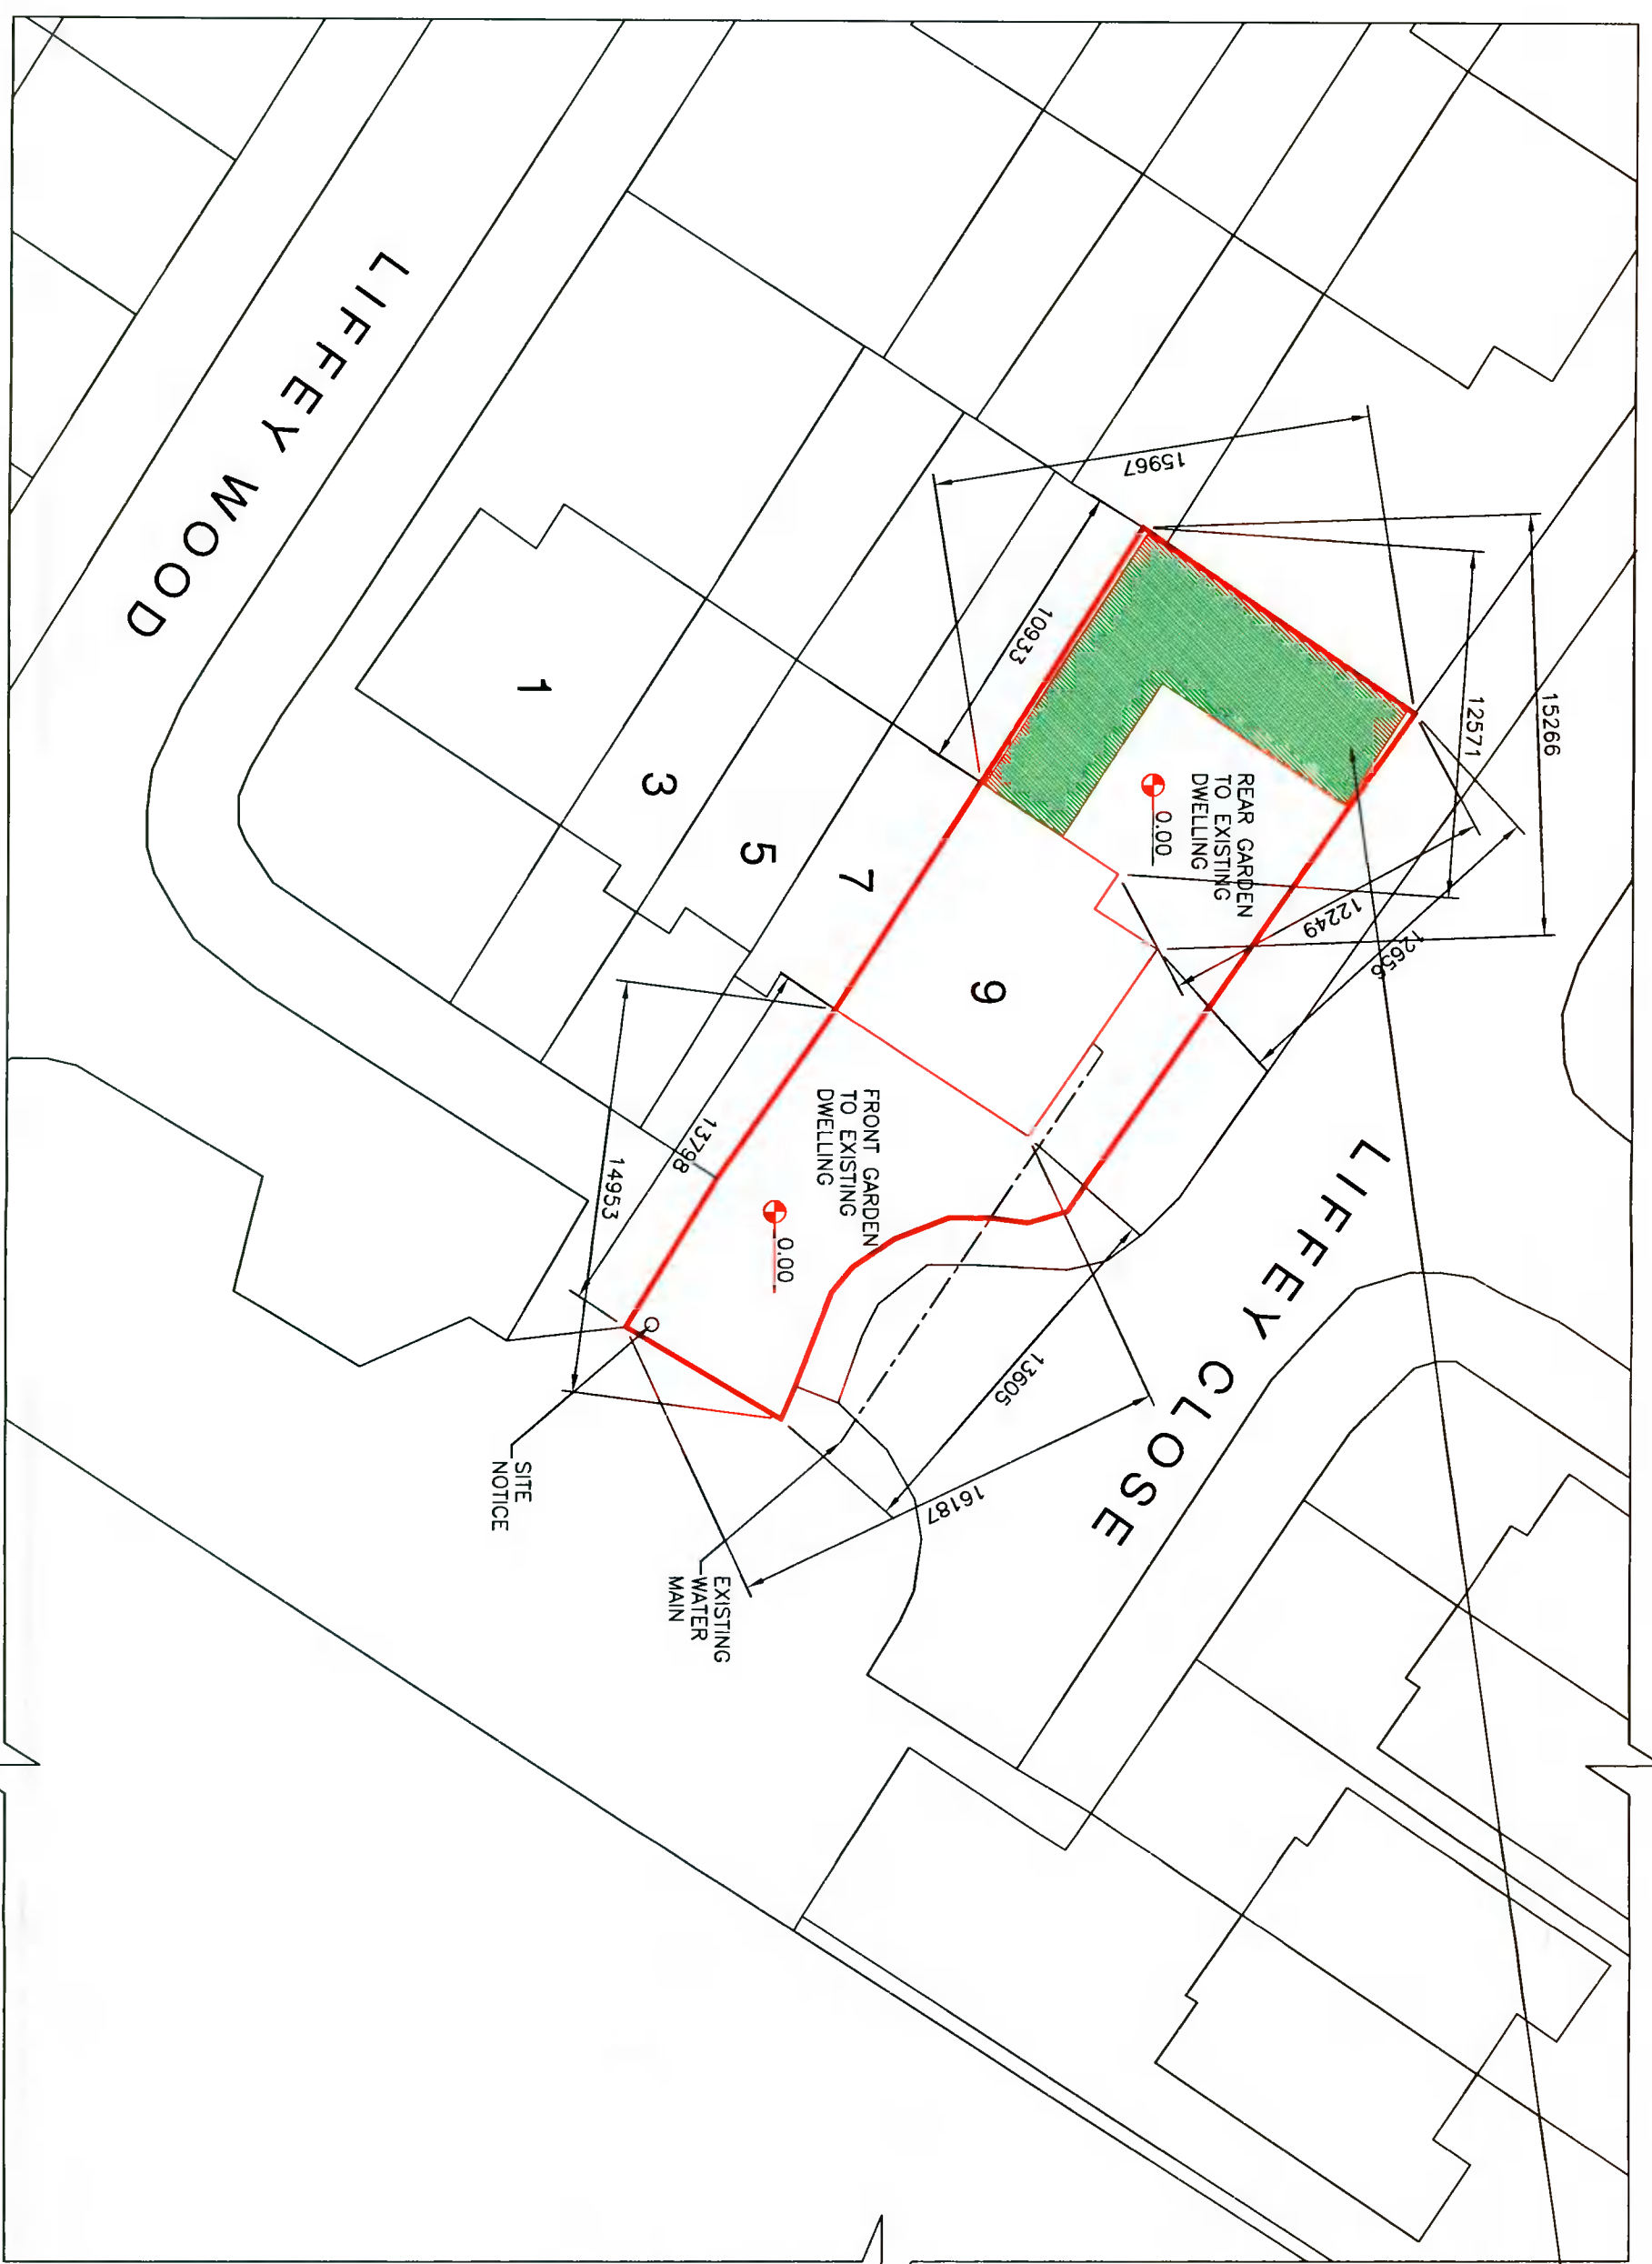 LIFFEY CLOSE
LIFFEY WOOD
15266
12571
12249
12656
15967
10933
REAR GARDEN
TO EXISTING
DWELLING
0.00
9
7
5
3
1
FRONT GARDEN
TO EXISTING
DWELLING
0.00
13798
14953
13605
16187
SITE
NOTICE
EXISTING
WATER
MAIN